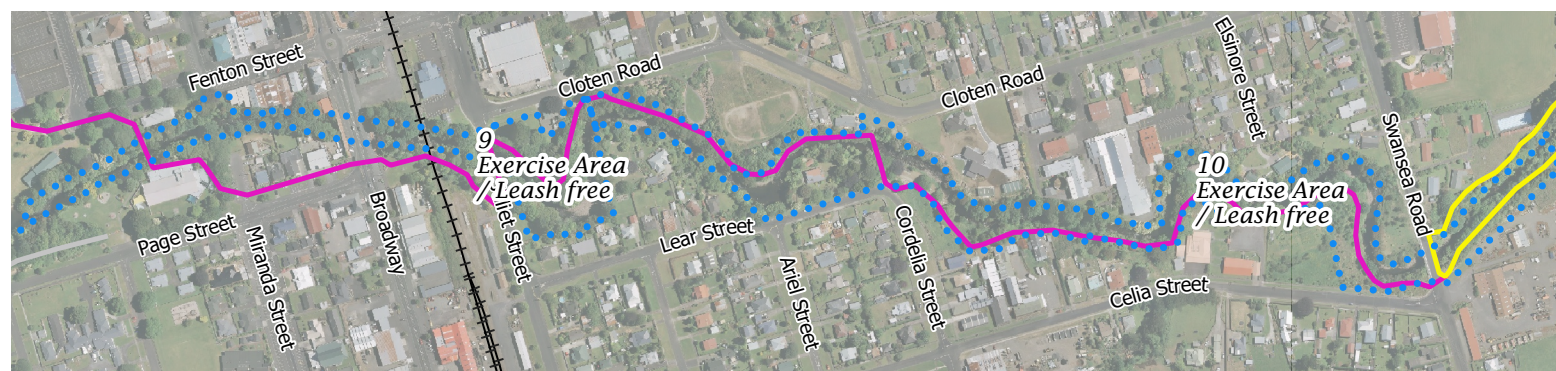 Fenton Street
Cloten Road
Cloten Road
Elsinore Street
Swansea Road
9
Exercise Area
/ Leash free
10
Exercise Area
/ Leash free
Page Street
Miranda Street
Broadway
Lear Street
Ariel Street
Cordelia Street
Celia Street
Street